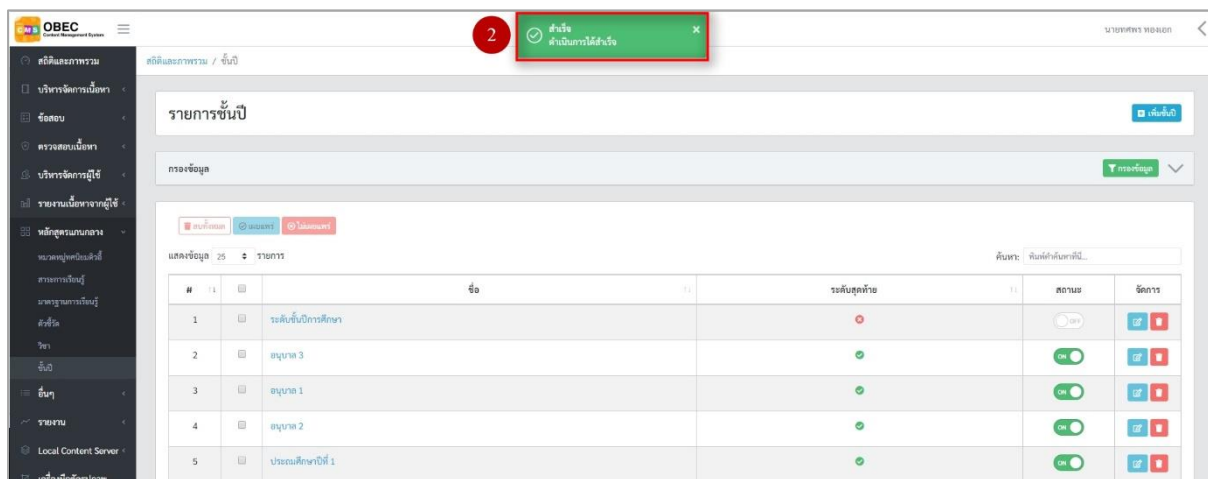 CMS OBEC
Content Management System
2
สำเร็จ
ดำเนินการได้สำเร็จ
×
นายทศพร ทองเอก
สถิติและภาพรวม
บริหารจัดการเนื้อหา
ข้อสอบ
ตรวจสอบเนื้อหา
บริหารจัดการผู้ใช้
รายงานเนื้อหาจากผู้ใช้
หลักสูตรแกนกลาง
หมวดหมู่ทศนิยมดิวอี้
สาระการเรียนรู้
มาตรฐานการเรียนรู้
ตัวชี้วัด
วิชา
ชั้นปี
อื่นๆ
รายงาน
Local Content Server
สถิติและภาพรวม / ชั้นปี
รายการชั้นปี
เพิ่มชั้นปี
กรองข้อมูล
กรองข้อมูล
ลบทั้งหมด เผยแพร่ ไม่เผยแพร่
แสดงข้อมูล 25 รายการ
ค้นหา: พิมพ์คำค้นหาที่นี่...
# ชื่อ ระดับสุดท้าย สถานะ จัดการ
1 ระดับชั้นปีการศึกษา OFF
2 อนุบาล 3 ON
3 อนุบาล 1 ON
4 อนุบาล 2 ON
5 ประถมศึกษาปีที่ 1 ON